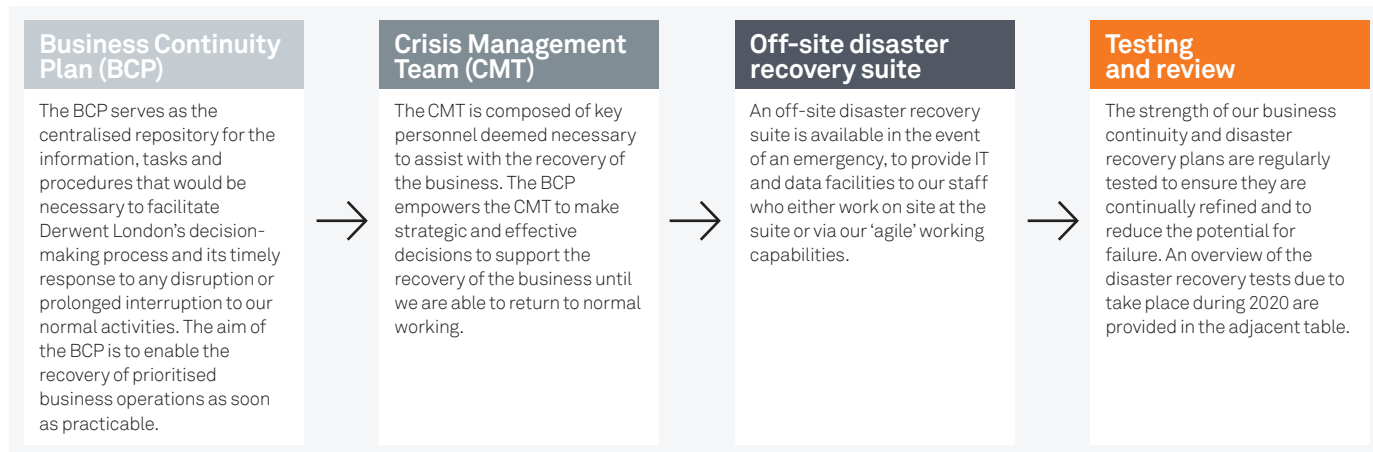 Business Continuity
Plan (BCP)
The BCP serves as the
centralised repository for the
information, tasks and
procedures that would be
necessary to facilitate
Derwent London’s decision-
making process and its timely
response to any disruption or
prolonged interruption to our
normal activities. The aim of
the BCP is to enable the
recovery of prioritised
business operations as soon
as practicable.
Crisis Management
Team (CMT)
The CMT is composed of key
personnel deemed necessary
to assist with the recovery of
the business. The BCP
empowers the CMT to make
strategic and effective
decisions to support the
recovery of the business until
we are able to return to normal
working.
Off-site disaster
recovery suite
An off-site disaster recovery
suite is available in the event
of an emergency, to provide IT
and data facilities to our staff
who either work on site at the
suite or via our ‘agile’ working
capabilities.
Testing
and review
The strength of our business
continuity and disaster
recovery plans are regularly
tested to ensure they are
continually refined and to
reduce the potential for
failure. An overview of the
disaster recovery tests due to
take place during 2020 are
provided in the adjacent table.